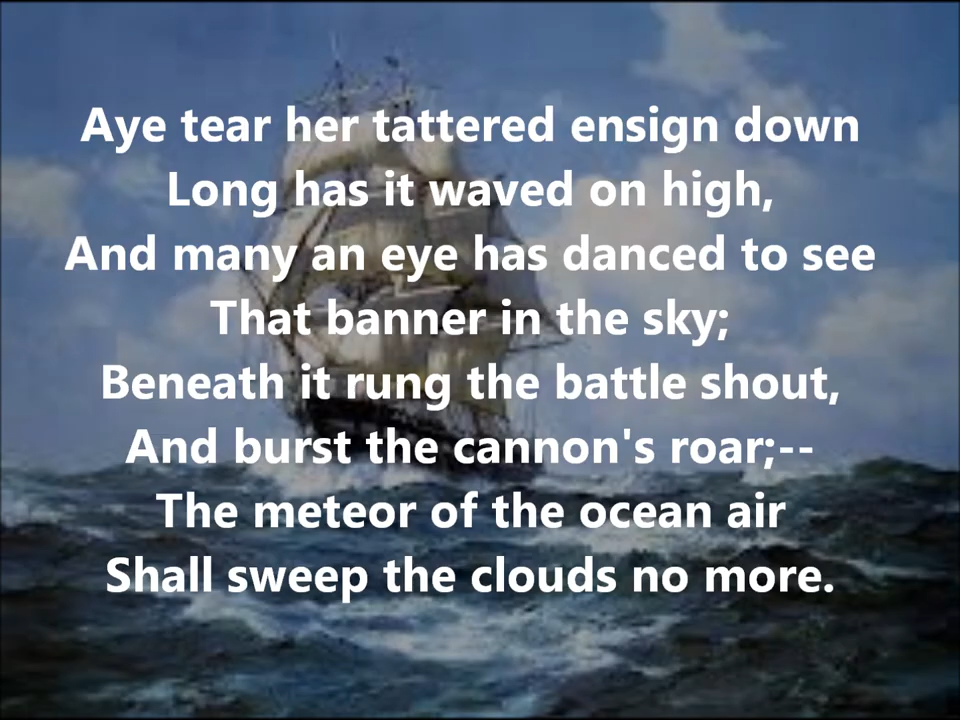 Aye tear her tattered ensign down
Long has it waved on high,
And many an eye has danced to see
That banner in the sky;
Beneath it rung the battle shout,
And burst the cannon's roar;--
The meteor of the ocean air
Shall sweep the clouds no more.